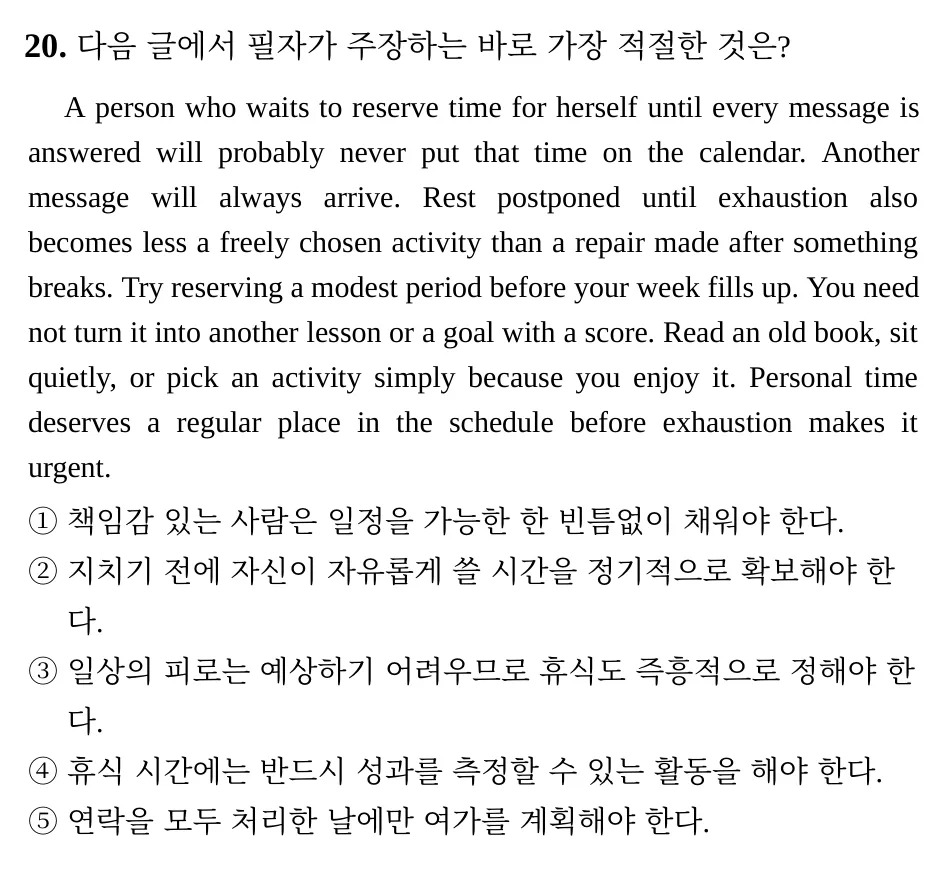 20. 다음 글에서 필자가 주장하는 바로 가장 적절한 것은?
A person who waits to reserve time for herself until every message is
answered will probably never put that time on the calendar. Another
message will always arrive. Rest postponed until exhaustion also
becomes less a freely chosen activity than a repair made after something
breaks. Try reserving a modest period before your week fills up. You need
not turn it into another lesson or a goal with a score. Read an old book, sit
quietly, or pick an activity simply because you enjoy it. Personal time
deserves a regular place in the schedule before exhaustion makes it
urgent.
① 책임감 있는 사람은 일정을 가능한 한 빈틈없이 채워야 한다.
② 지치기 전에 자신이 자유롭게 쓸 시간을 정기적으로 확보해야 한
다.
③ 일상의 피로는 예상하기 어려우므로 휴식도 즉흥적으로 정해야 한
다.
④ 휴식 시간에는 반드시 성과를 측정할 수 있는 활동을 해야 한다.
⑤ 연락을 모두 처리한 날에만 여가를 계획해야 한다.